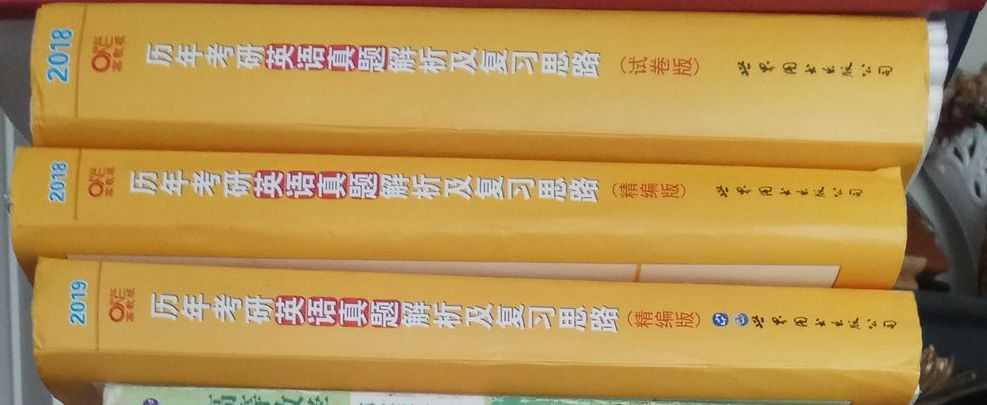 2018 历年考研英语真题解析及复习思路(试卷版) 世界图书出版公司
2018 历年考研英语真题解析及复习思路(精编版) 世界图书出版公司
2019 历年考研英语真题解析及复习思路(精编版) 世界图书出版公司
高等数学